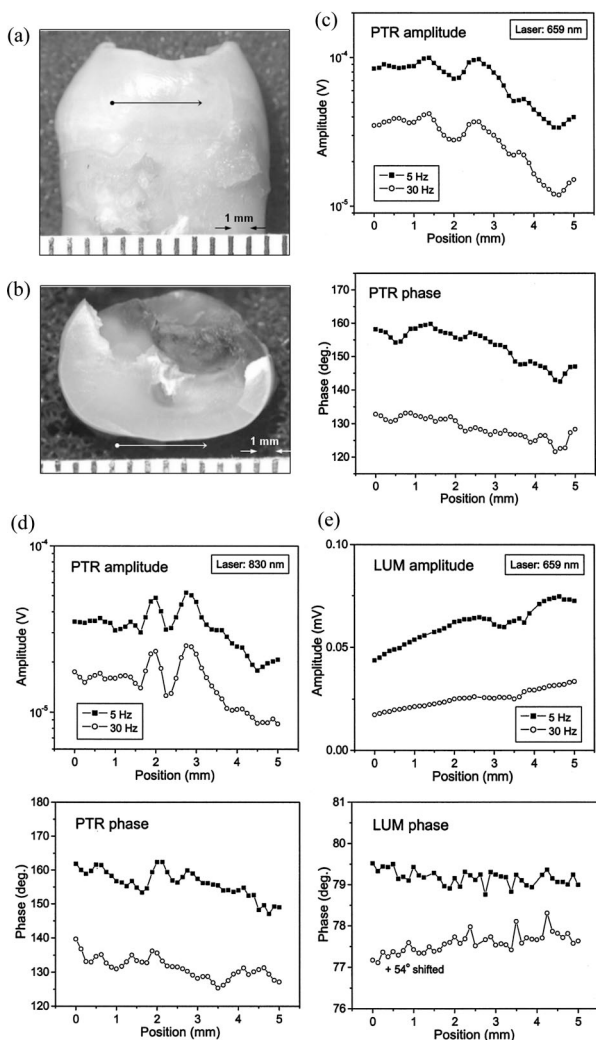 (a)
1 mm
(b)
1 mm
(c)
PTR amplitude
Laser: 659 nm
Amplitude (V)
10⁻⁴
10⁻⁵
5 Hz
30 Hz
0 1 2 3 4 5
Position (mm)
PTR phase
Phase (deg.)
170
160
150
140
130
120
0 1 2 3 4 5
Position (mm)
(d)
PTR amplitude
Laser: 830 nm
Amplitude (V)
10⁻⁴
10⁻⁵
5 Hz
30 Hz
0 1 2 3 4 5
Position (mm)
PTR phase
Phase (deg.)
180
170
160
150
140
130
120
0 1 2 3 4 5
Position (mm)
(e)
LUM amplitude
Laser: 659 nm
Amplitude (mV)
0.10
0.05
0.00
5 Hz
30 Hz
0 1 2 3 4 5
Position (mm)
LUM phase
Phase (deg.)
81
80
79
78
77
76
+ 54° shifted
0 1 2 3 4 5
Position (mm)